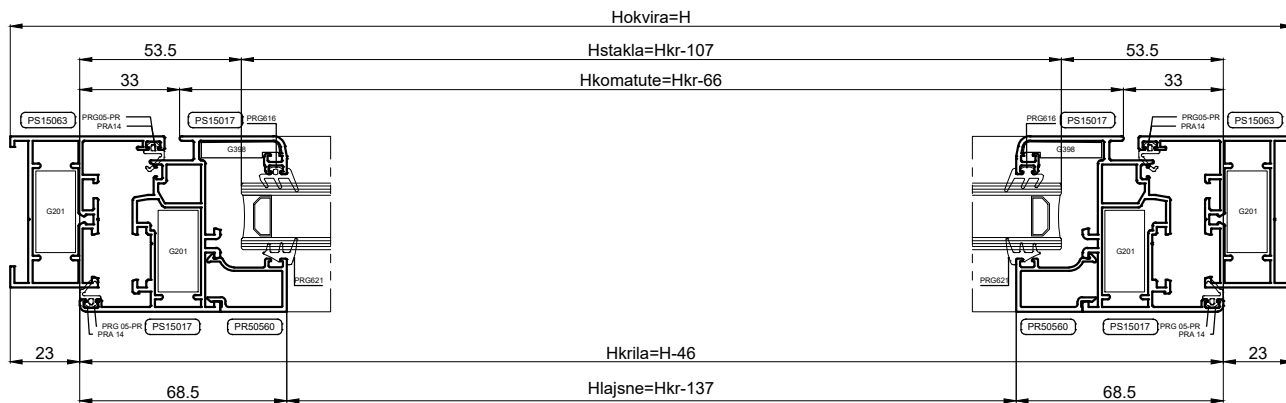 Hokvira=H
53.5
Hstakla=Hkr-107
53.5
33
Hkomatute=Hkr-66
33
PS15063
PRG05-PR
PRA14
PS15017
PRG616
PRG616
PS15017
PRG05-PR
PRA14
PS15063
G398
G398
G201
G201
G201
G201
PRG621
PRG621
PRG 05-PR
PRA 14
PS15017
PR50560
PR50560
PS15017
PRG 05-PR
PRA 14
23
Hkrila=H-46
23
68.5
Hlajsne=Hkr-137
68.5